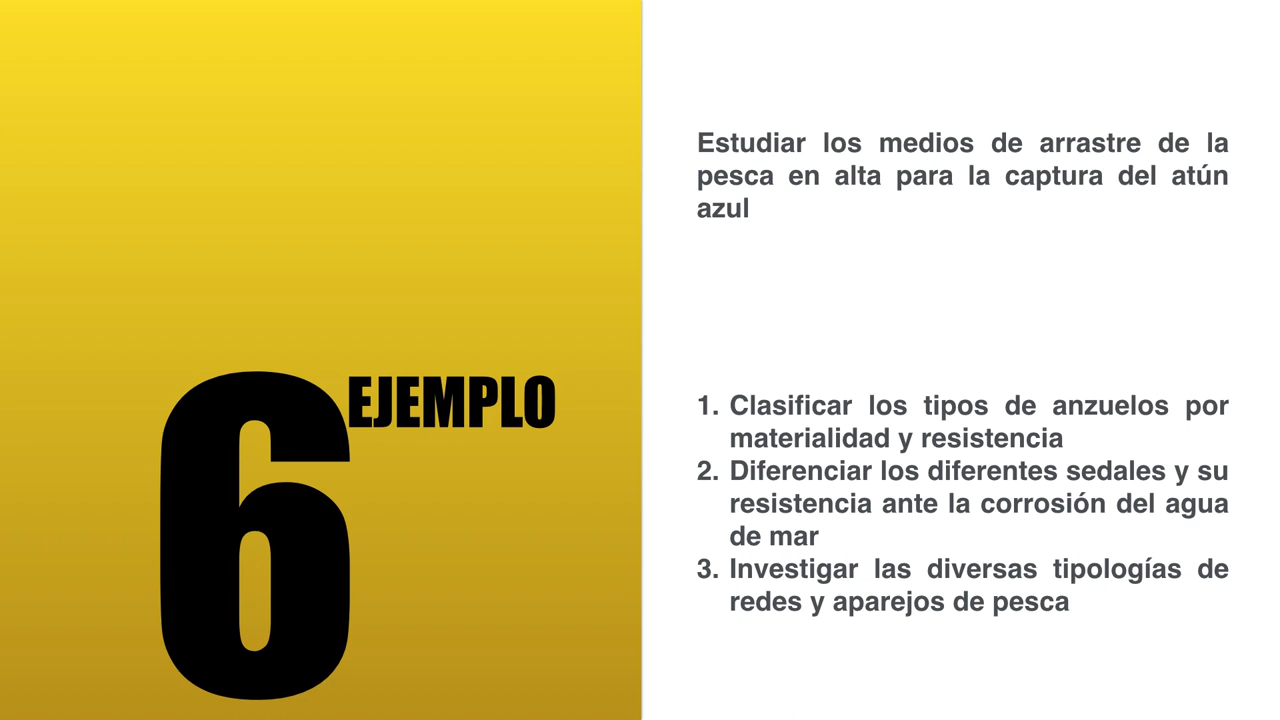 6 EJEMPLO
Estudiar los medios de arrastre de la
pesca en alta para la captura del atún
azul
1. Clasificar los tipos de anzuelos por
materialidad y resistencia
2. Diferenciar los diferentes sedales y su
resistencia ante la corrosión del agua
de mar
3. Investigar las diversas tipologías de
redes y aparejos de pesca